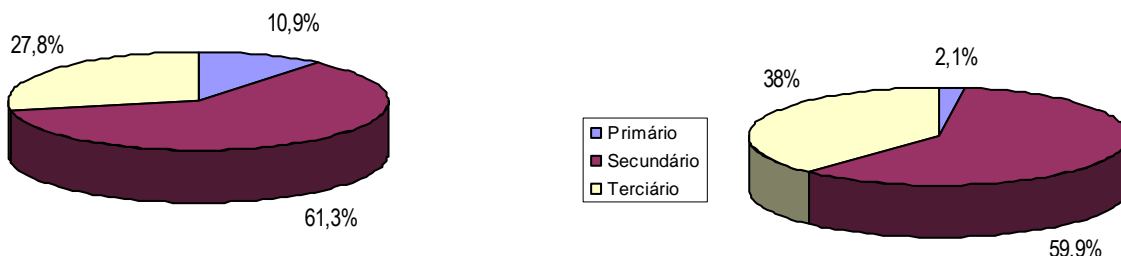 10,9%
27,8%
61,3%
Primário
Secundário
Terciário
2,1%
38%
59,9%